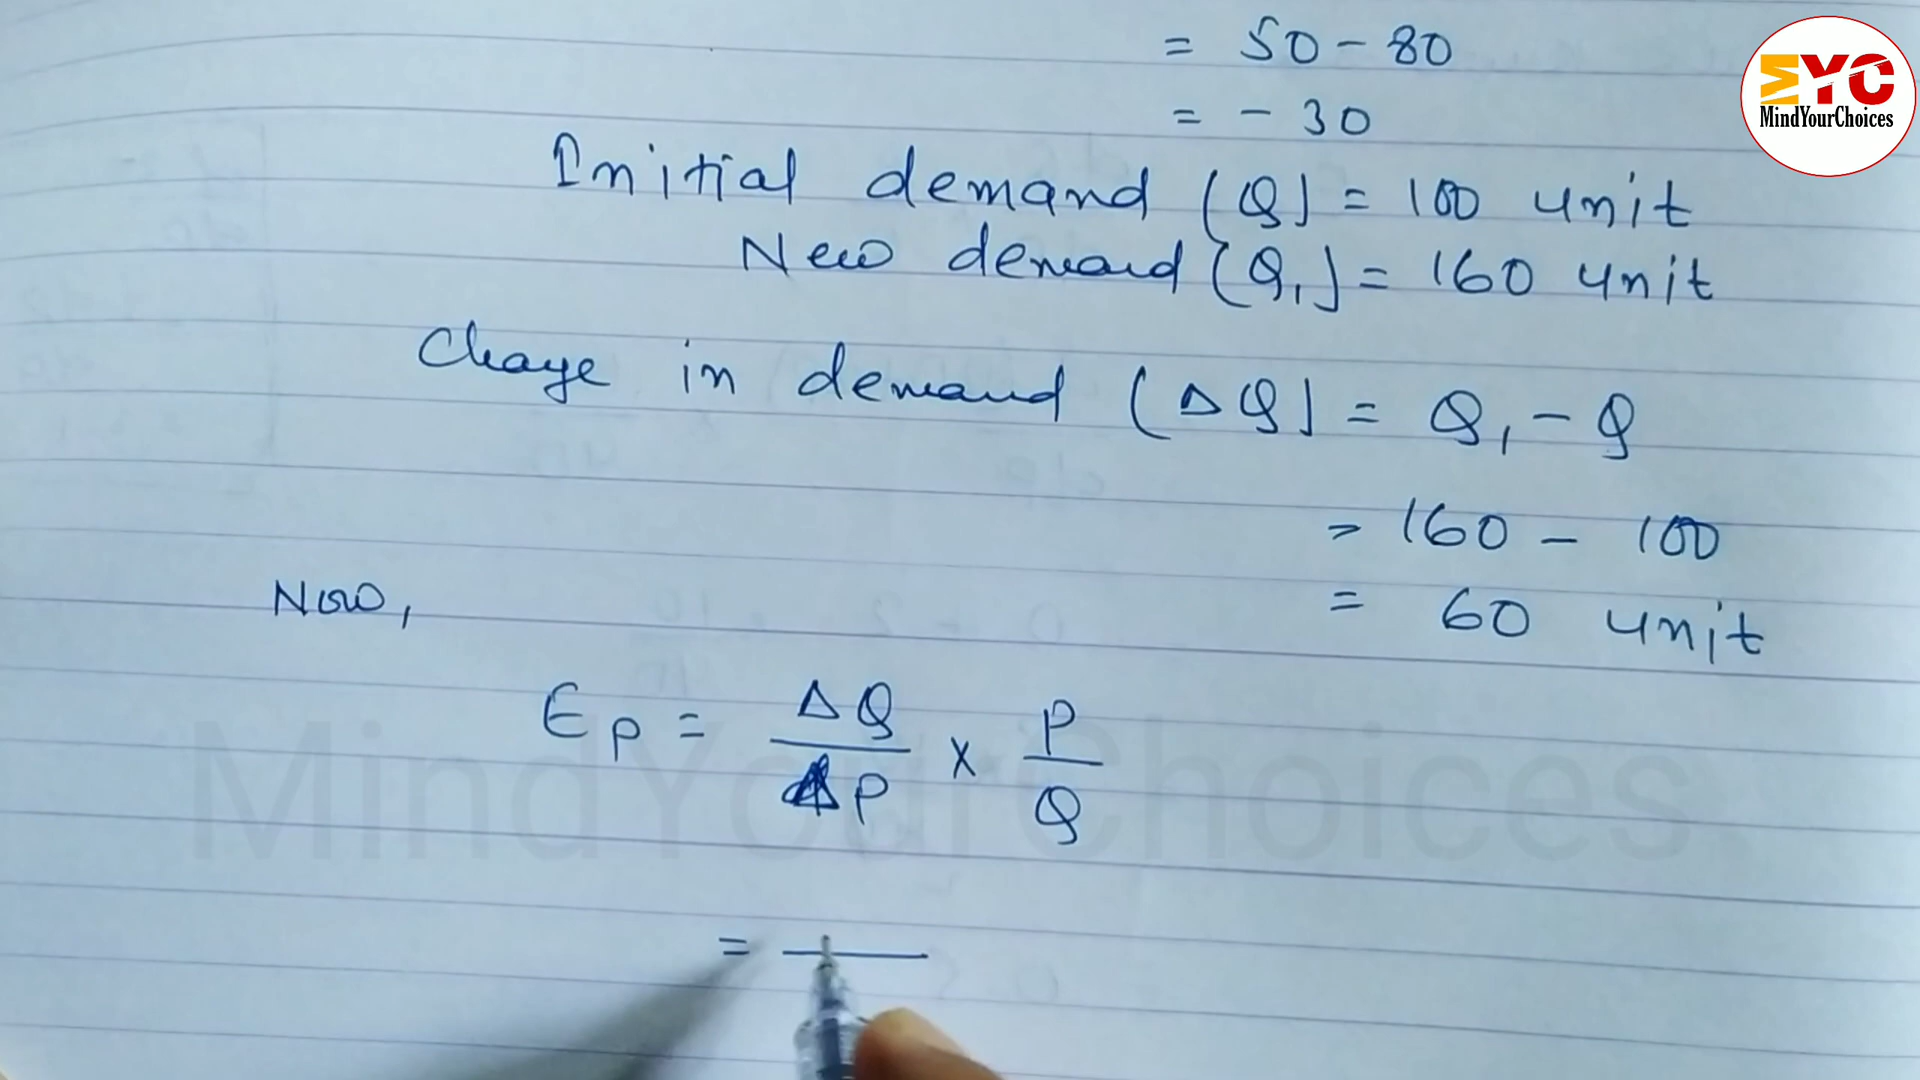 = 50 - 80
= - 30
MYC
MindYourChoices
Initial demand (Q) = 100 unit
New demand (Q₁) = 160 unit
Change in demand (ΔQ) = Q₁ - Q
= 160 - 100
= 60 unit
Now,
Ep = ΔQ/ΔP × P/Q
MindYourChoices
=